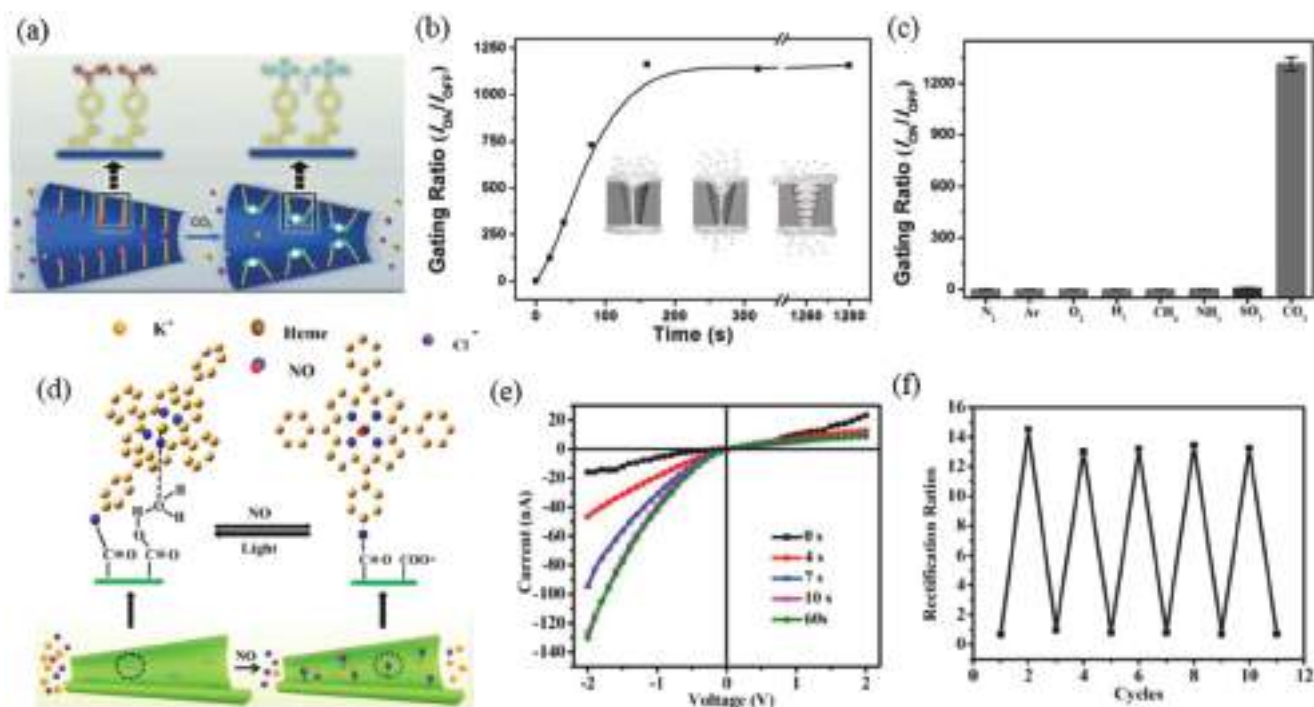 (a)
CO₂
(b)
Gating Ratio (I_ON/I_OFF)
1250
1000
750
500
250
0
0
100
200
300
1260
1280
Time (s)
(c)
Gating Ratio (I_ON/I_OFF)
1200
900
600
300
0
N₂
Ar
O₂
H₂
CH₄
NH₃
SO₂
CO₂
K⁺
Heme
Cl⁻
NO
(d)
H
H
O
H
O
C=O
C=O
NO
Light
C=O
COO⁻
NO
(e)
Current (nA)
20
0
-20
-40
-60
-80
-100
-120
-140
0 s
4 s
7 s
10 s
60s
-2
-1
0
1
2
Voltage (V)
(f)
Rectification Ratios
16
14
12
10
8
6
4
2
0
0
2
4
6
8
10
12
Cycles